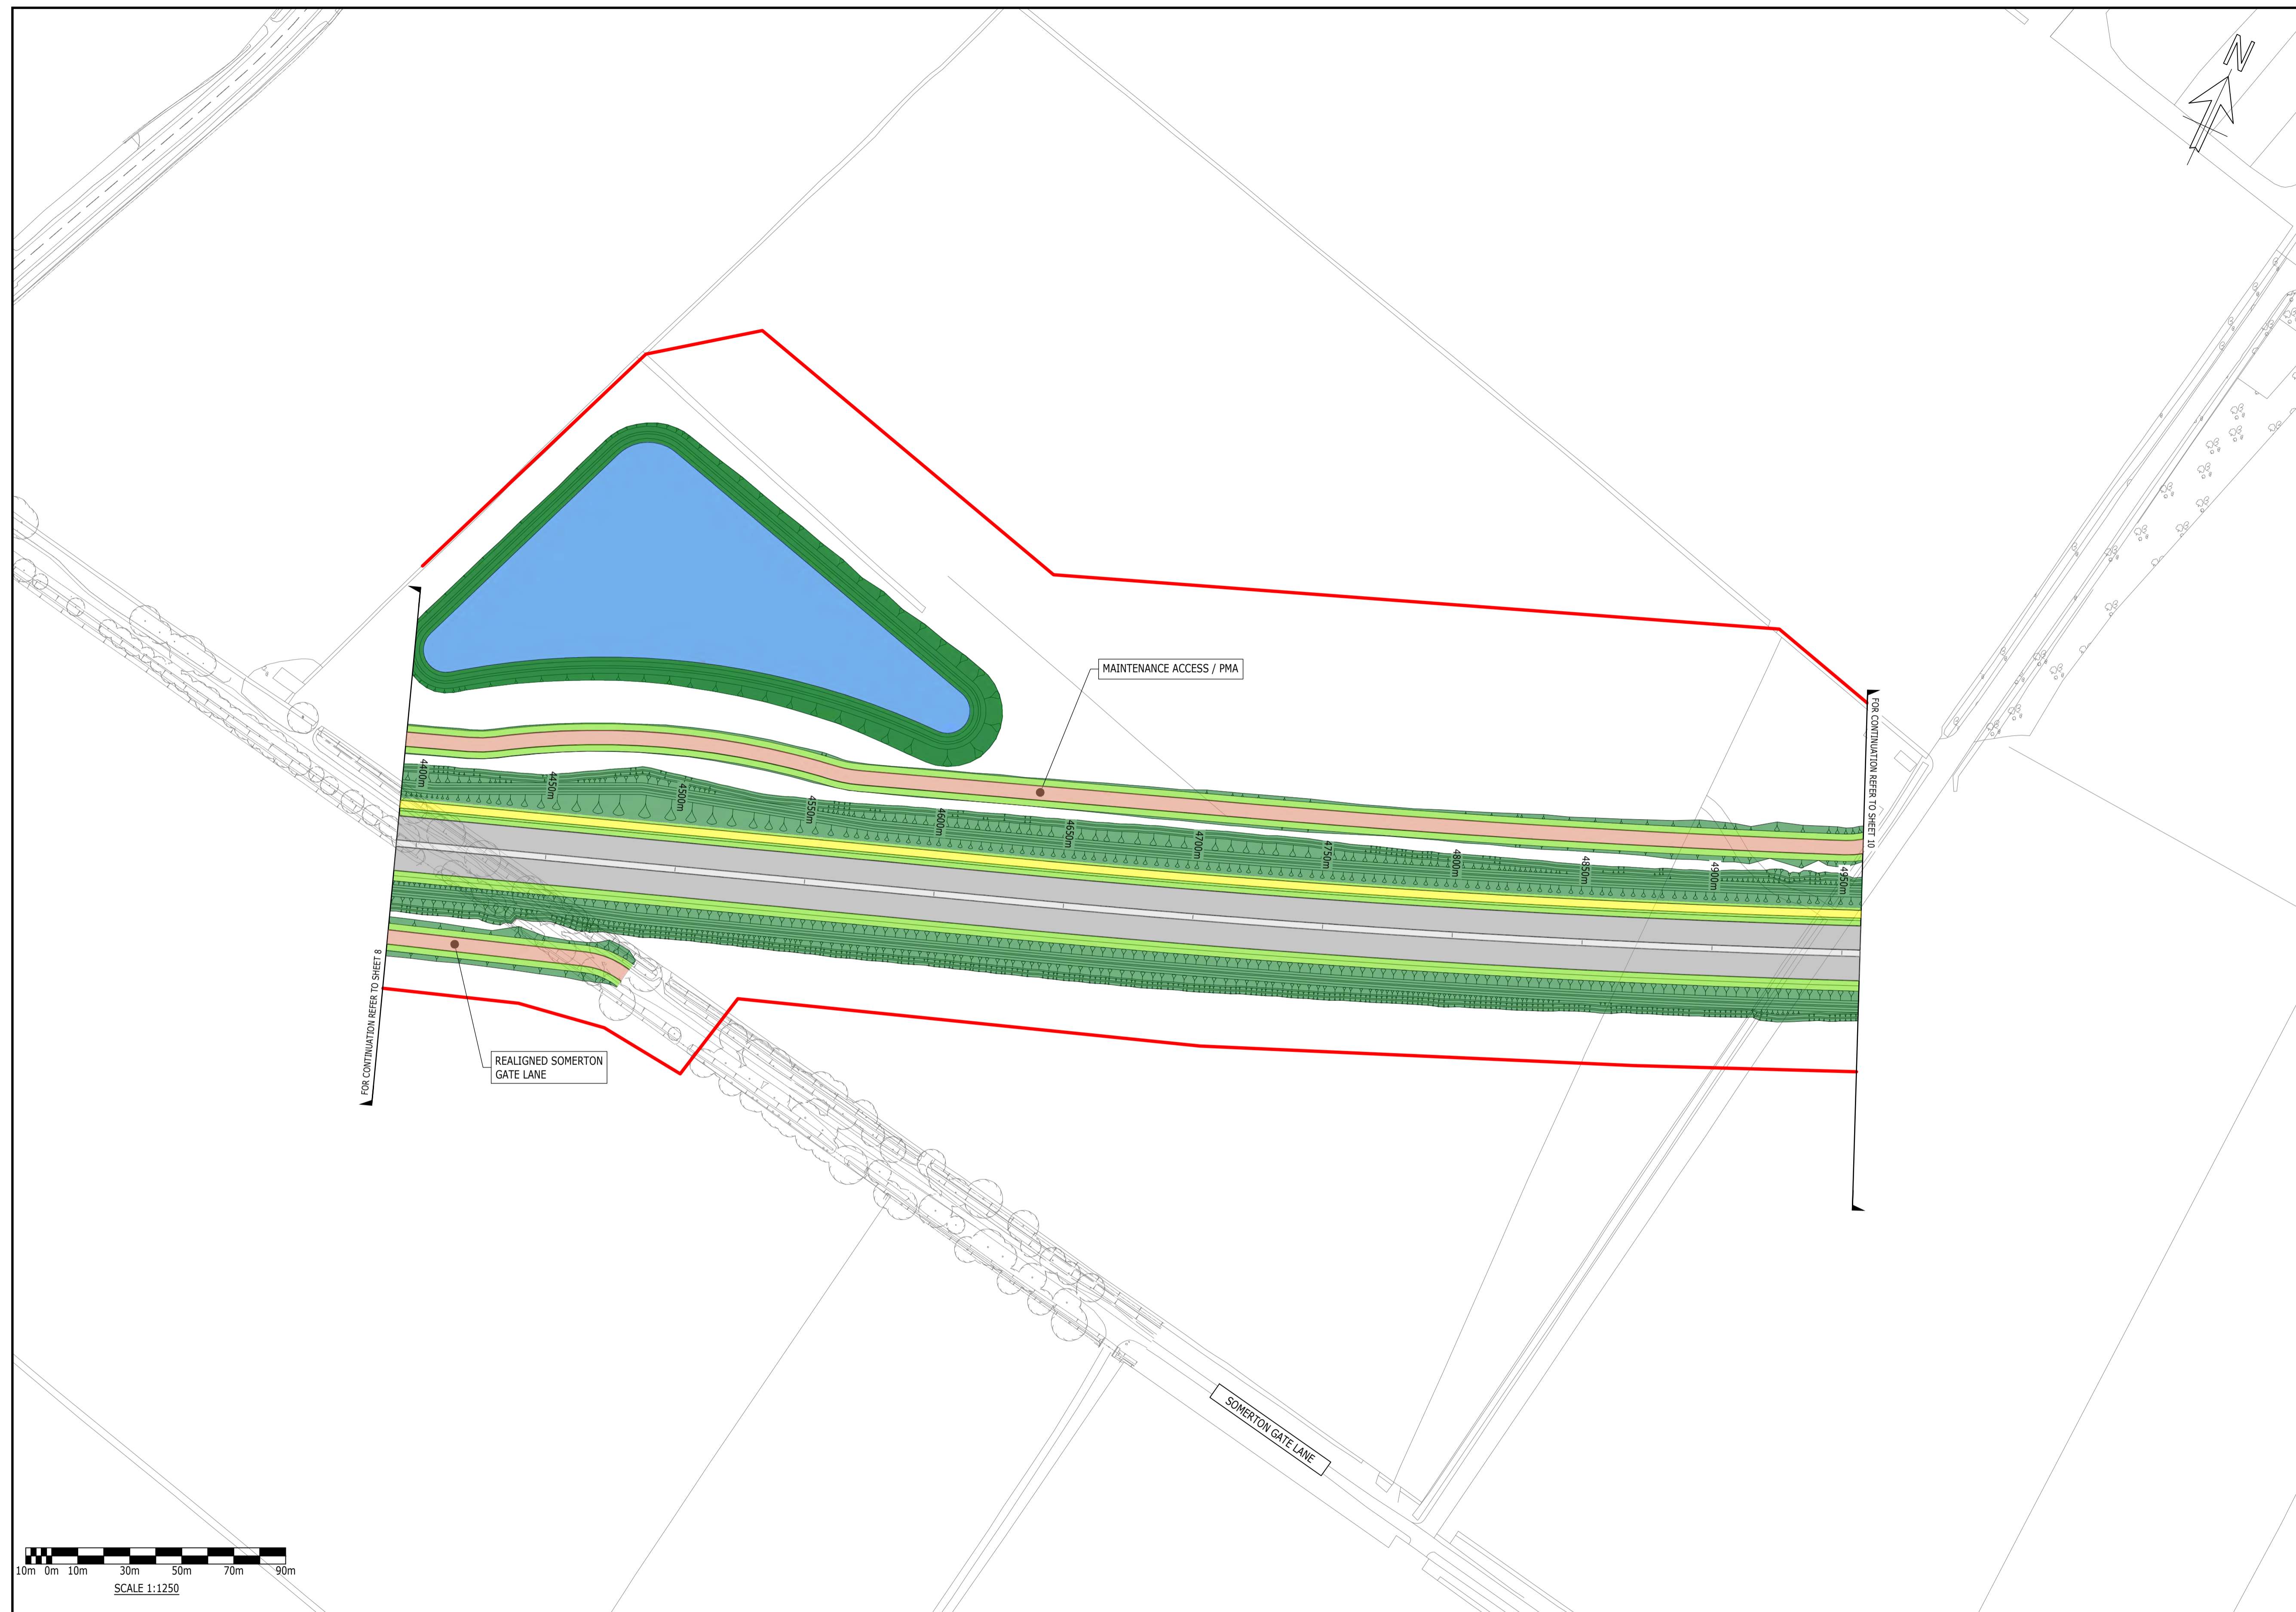 N
MAINTENANCE ACCESS / PMA
FOR CONTINUATION REFER TO SHEET 10
4400m
4450m
4500m
4550m
4600m
4650m
4700m
4750m
4800m
4850m
4900m
4950m
FOR CONTINUATION REFER TO SHEET 8
REALIGNED SOMERTON
GATE LANE
SOMERTON GATE LANE
10m 0m 10m 30m 50m 70m 90m
SCALE 1:1250